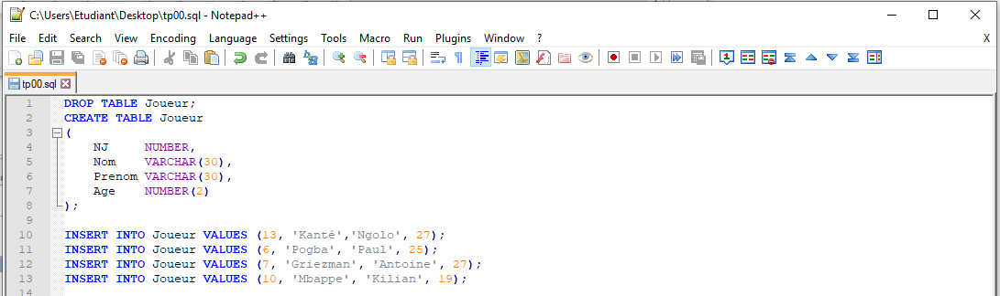 C:\Users\Etudiant\Desktop\tp00.sql - Notepad++
File Edit Search View Encoding Language Settings Tools Macro Run Plugins Window ? X
tp00.sql
1 DROP TABLE Joueur;
2 CREATE TABLE Joueur
3 (
4 NJ NUMBER,
5 Nom VARCHAR(30),
6 Prenom VARCHAR(30),
7 Age NUMBER(2)
8 );
9
10 INSERT INTO Joueur VALUES (13, 'Kanté','Ngolo', 27);
11 INSERT INTO Joueur VALUES (6, 'Pogba', 'Paul', 25);
12 INSERT INTO Joueur VALUES (7, 'Griezman', 'Antoine', 27);
13 INSERT INTO Joueur VALUES (10, 'Mbappe', 'Kilian', 19);
14